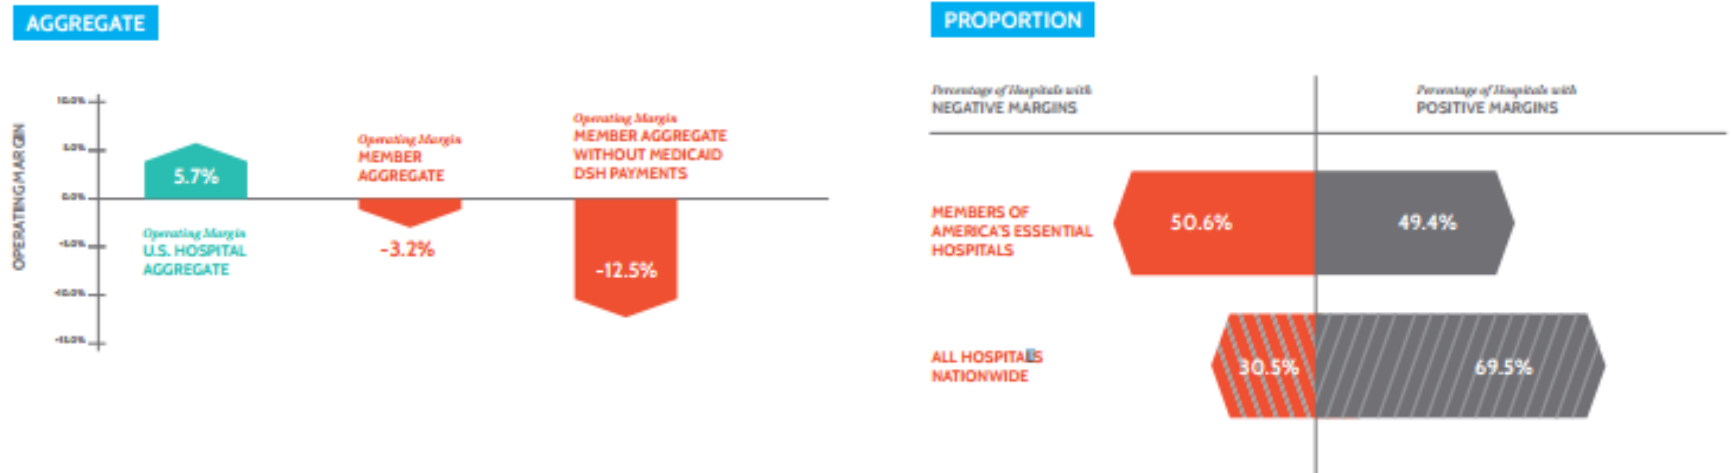 AGGREGATE
OPERATING MARGIN
10.0%
5.0%
0.0%
-5.0%
-10.0%
-15.0%
5.7%
Operating Margin
U.S. HOSPITAL
AGGREGATE
Operating Margin
MEMBER
AGGREGATE
-3.2%
Operating Margin
MEMBER AGGREGATE
WITHOUT MEDICAID
DSH PAYMENTS
-12.5%
PROPORTION
Percentage of Hospitals with
NEGATIVE MARGINS
Percentage of Hospitals with
POSITIVE MARGINS
MEMBERS OF
AMERICA'S ESSENTIAL
HOSPITALS
50.6%
49.4%
ALL HOSPITALS
NATIONWIDE
30.5%
69.5%